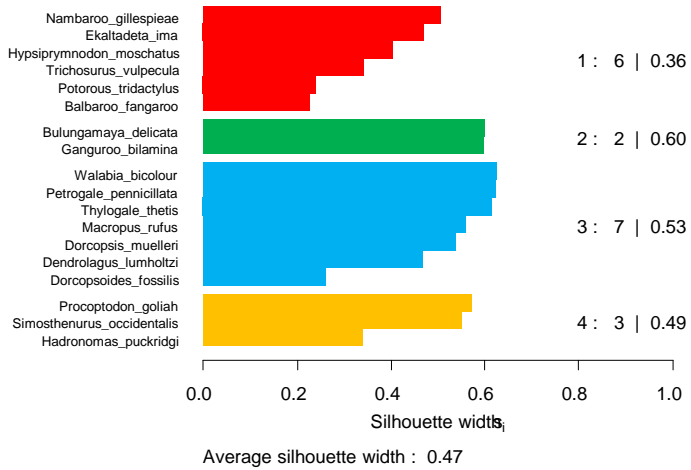 Nambaroo_gillespieae
Ekaltadeta_ima
Hypsiprymnodon_moschatus
Trichosurus_vulpecula
Potorous_tridactylus
Balbaroo_fangaroo
1 : 6 | 0.36
Bulungamaya_delicata
Ganguroo_bilamina
2 : 2 | 0.60
Walabia_bicolour
Petrogale_pennicillata
Thylogale_thetis
Macropus_rufus
Dorcopsis_muelleri
Dendrolagus_lumholtzi
Dorcopsoides_fossilis
3 : 7 | 0.53
Procoptodon_goliah
Simosthenurus_occidentalis
Hadronomas_puckridgi
4 : 3 | 0.49
0.0 0.2 0.4 0.6 0.8 1.0
Silhouette width si
Average silhouette width : 0.47